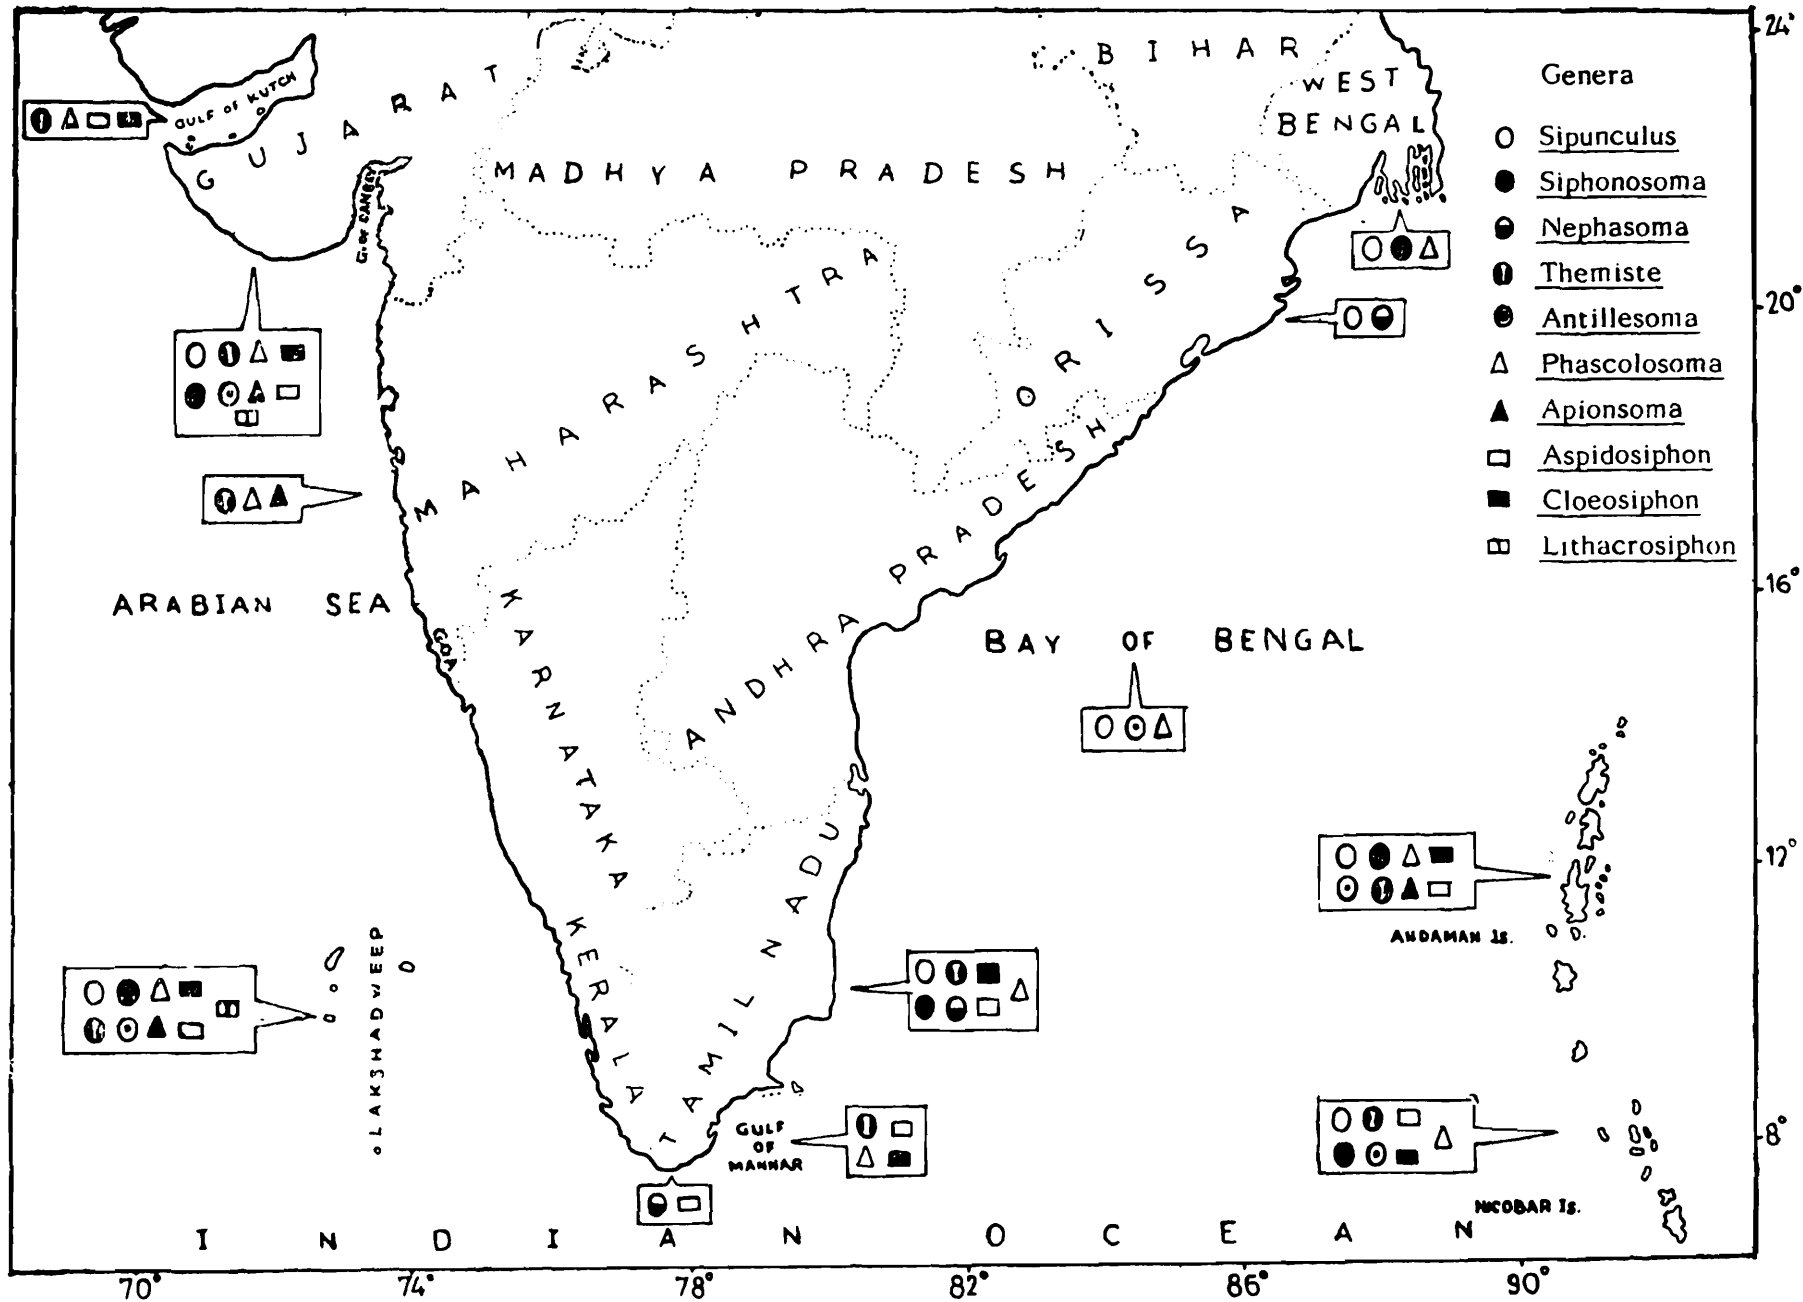 24°
BIHAR
WEST
BENGAL
GULF OF KUTCH
GUJARAT
MADHYA PRADESH
G. OF CAMBAY
ORISSA
20°
MAHARASHTRA
Genera
Sipunculus
Siphonosoma
Nephasoma
Themiste
Antillesoma
Phascolosoma
Apionsoma
Aspidosiphon
Cloeosiphon
Lithacrosiphon
16°
ARABIAN SEA
GOA
KARNATAKA
ANDHRA PRADESH
BAY OF BENGAL
12°
ANDAMAN Is.
LAKSHADWEEP
KERALA
TAMIL NADU
GULF
OF
MANNAR
8°
NICOBAR Is.
INDIAN OCEAN
70° 74° 78° 82° 86° 90°